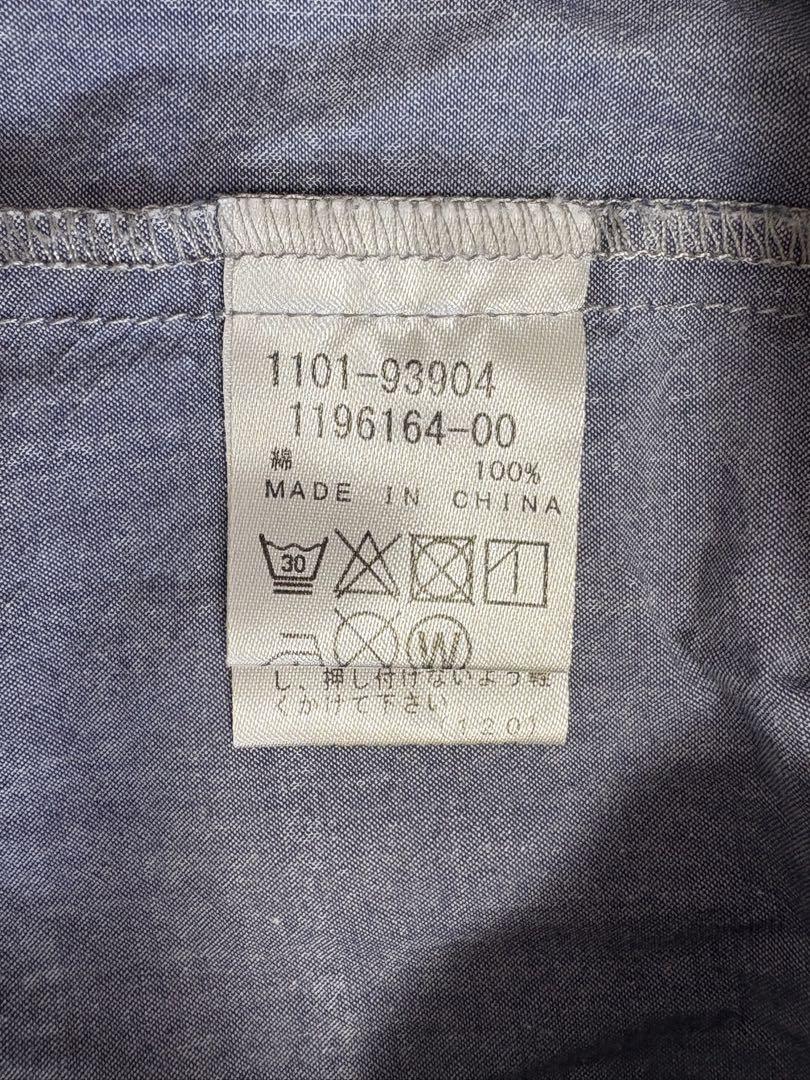 1101-93904
1196164-00
綿 100%
MADE IN CHINA
30
W
し、押し付けないよう軽
くかけて下さい
(120)